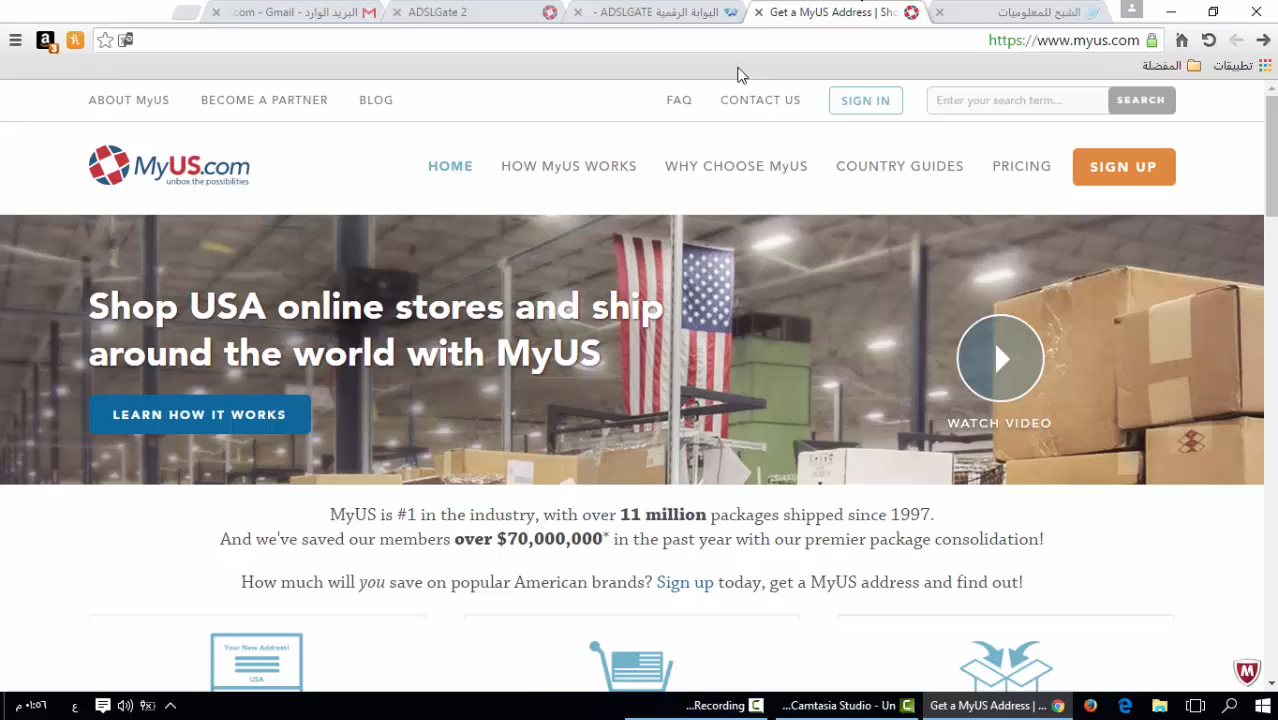 com - Gmail - البريد الوارد
ADSLGate 2
ADSLGATE البوابة الرقمية -
Get a MyUS Address | Sho
الشبح للمعلوميات
https://www.myus.com
المفضلة
تطبيقات
ABOUT MyUS
BECOME A PARTNER
BLOG
FAQ
CONTACT US
SIGN IN
Enter your search term...
SEARCH
MyUS.com
unbox the possibilities
HOME
HOW MyUS WORKS
WHY CHOOSE MyUS
COUNTRY GUIDES
PRICING
SIGN UP
Shop USA online stores and ship
around the world with MyUS
LEARN HOW IT WORKS
WATCH VIDEO
MyUS is #1 in the industry, with over 11 million packages shipped since 1997.
And we've saved our members over $70,000,000* in the past year with our premier package consolidation!
How much will you save on popular American brands? Sign up today, get a MyUS address and find out!
Your New Address!
USA
م ٠١:٥٦
ع
...Recording
...Camtasia Studio - Un
Get a MyUS Address | ...